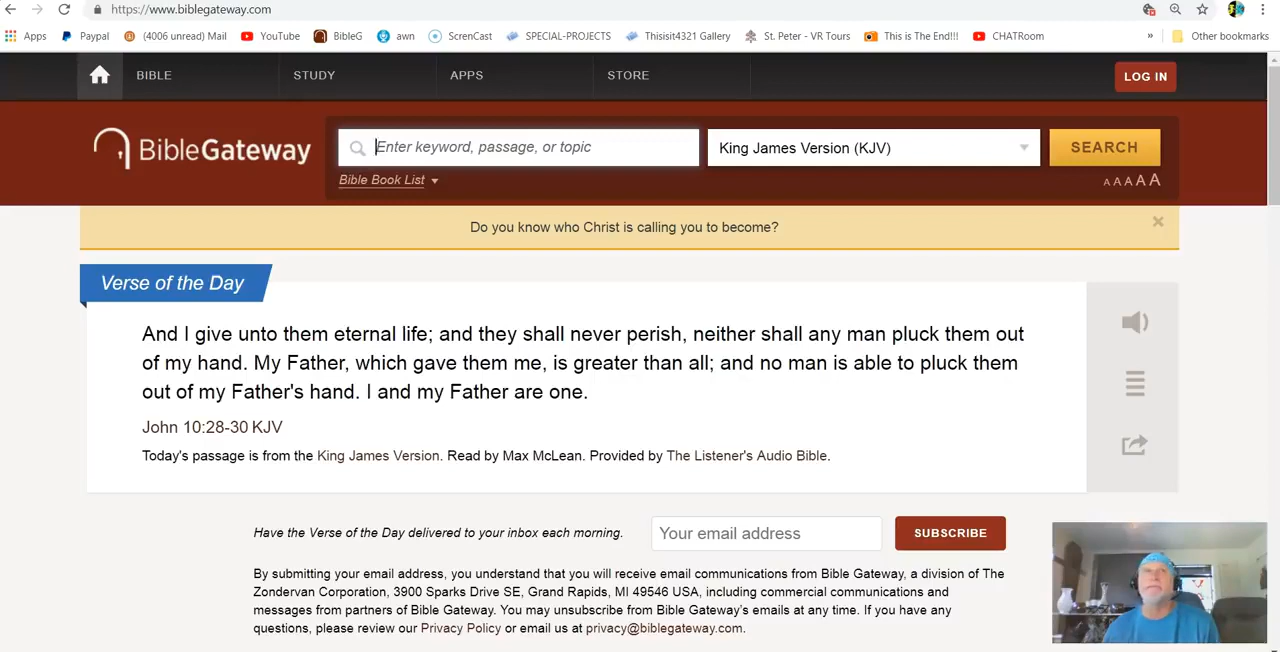 https://www.biblegateway.com
Apps Paypal (4006 unread) Mail YouTube BibleG awn ScrenCast SPECIAL-PROJECTS Thisisit4321 Gallery St. Peter - VR Tours This is The End!!! CHATRoom » Other bookmarks
BIBLE STUDY APPS STORE LOG IN
BibleGateway Enter keyword, passage, or topic King James Version (KJV) SEARCH
Bible Book List A A A A A
Do you know who Christ is calling you to become? ×
Verse of the Day
And I give unto them eternal life; and they shall never perish, neither shall any man pluck them out
of my hand. My Father, which gave them me, is greater than all; and no man is able to pluck them
out of my Father's hand. I and my Father are one.
John 10:28-30 KJV
Today's passage is from the King James Version. Read by Max McLean. Provided by The Listener's Audio Bible.
Have the Verse of the Day delivered to your inbox each morning. Your email address SUBSCRIBE
By submitting your email address, you understand that you will receive email communications from Bible Gateway, a division of The
Zondervan Corporation, 3900 Sparks Drive SE, Grand Rapids, MI 49546 USA, including commercial communications and
messages from partners of Bible Gateway. You may unsubscribe from Bible Gateway’s emails at any time. If you have any
questions, please review our Privacy Policy or email us at privacy@biblegateway.com.